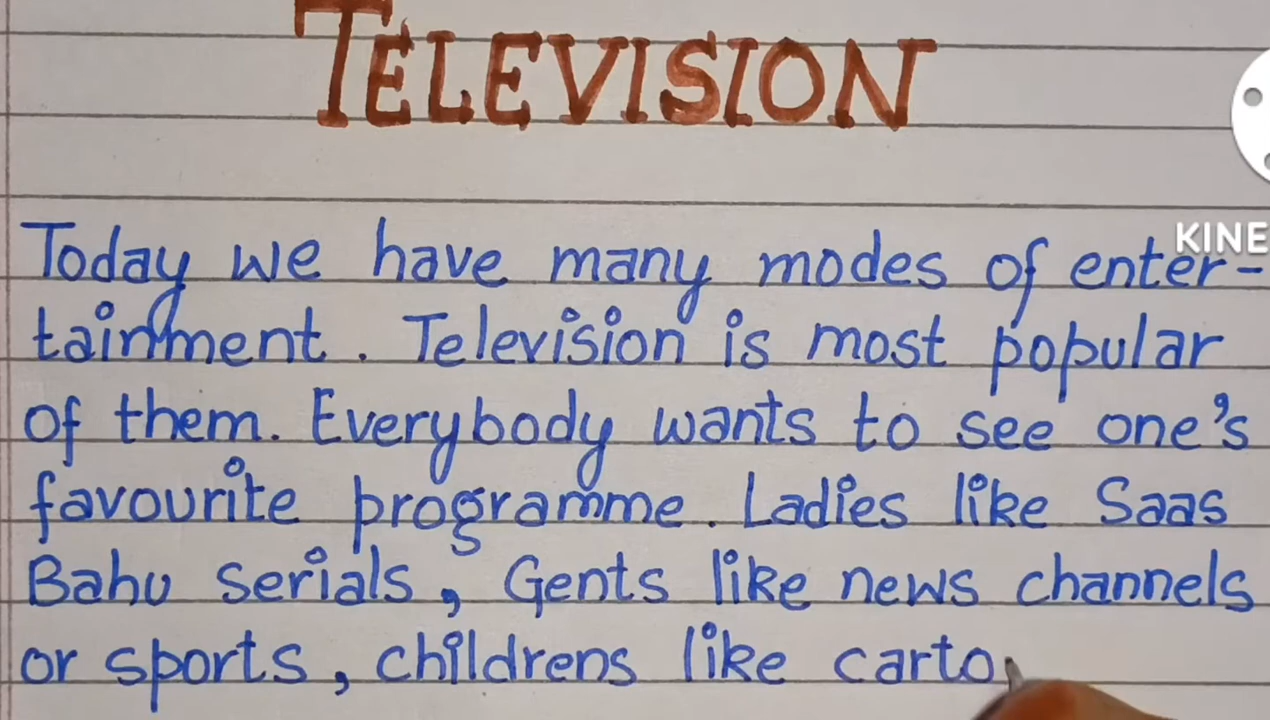 TELEVISION
Today we have many modes of enter-
tainment. Television is most popular
of them. Everybody wants to see one's
favourite programme. Ladies like Saas
Bahu serials, Gents like news channels
or sports, childrens like carto
KINE